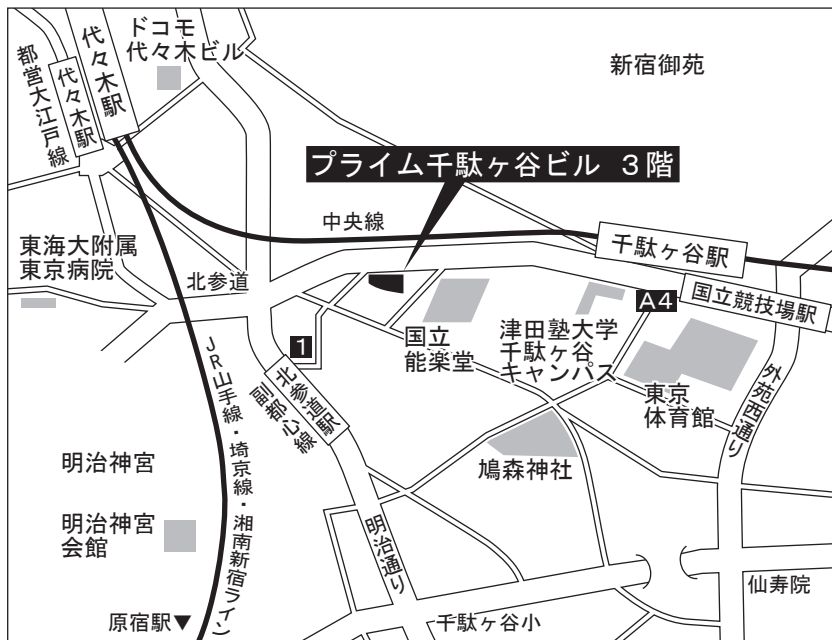 ドコモ
代々木ビル
新宿御苑
代々木駅
代々木駅
都営大江戸線
プライム千駄ヶ谷ビル 3階
中央線
千駄ヶ谷駅
東海大附属
東京病院
北参道
A4
国立競技場駅
1
国立
能楽堂
津田塾大学
千駄ヶ谷
キャンパス
東京
体育館
外苑西通り
北参道駅
副都心線
JR山手線・埼京線・湘南新宿ライン
明治神宮
鳩森神社
明治神宮
会館
明治通り
仙寿院
原宿駅▼
千駄ヶ谷小